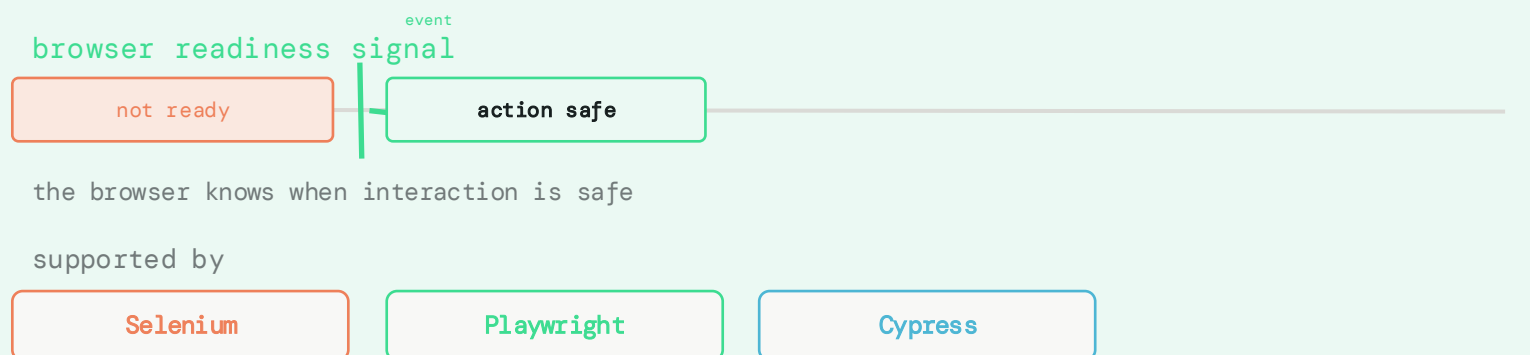 event
browser readiness signal
not ready
action safe
the browser knows when interaction is safe
supported by
Selenium
Playwright
Cypress